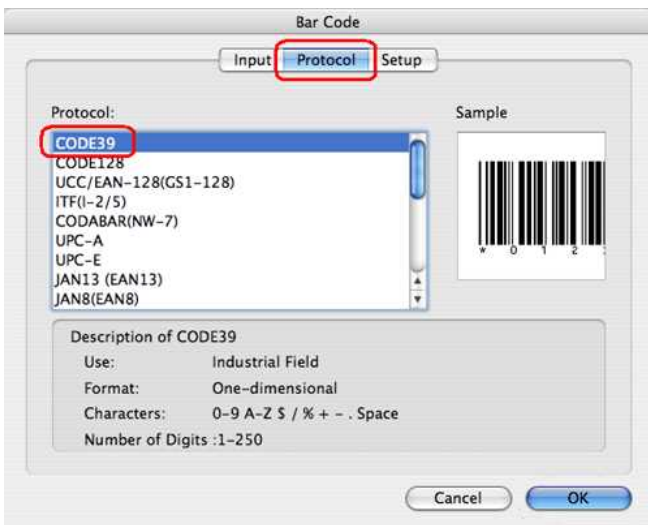 Bar Code
Input Protocol Setup
Protocol:
Sample
CODE39
CODE128
UCC/EAN-128(GS1-128)
ITF(I-2/5)
CODABAR(NW-7)
UPC-A
UPC-E
JAN13 (EAN13)
JAN8(EAN8)
* 0 1 2
Description of CODE39
Use: Industrial Field
Format: One-dimensional
Characters: 0-9 A-Z $ / % + - . Space
Number of Digits :1-250
Cancel OK